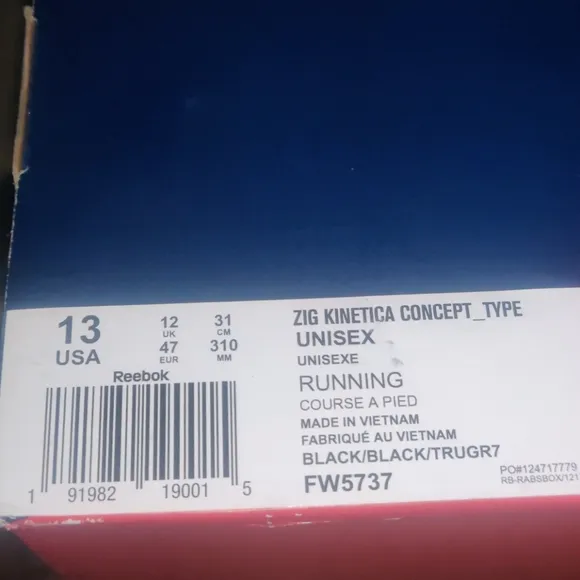 13
USA
12
UK
47
EUR
31
CM
310
MM
Reebok
1 91982 19001 5
ZIG KINETICA CONCEPT_TYPE
UNISEX
UNISEXE
RUNNING
COURSE A PIED
MADE IN VIETNAM
FABRIQUÉ AU VIETNAM
BLACK/BLACK/TRUGR7
FW5737
PO#124717779
RB-RABSBOX/121